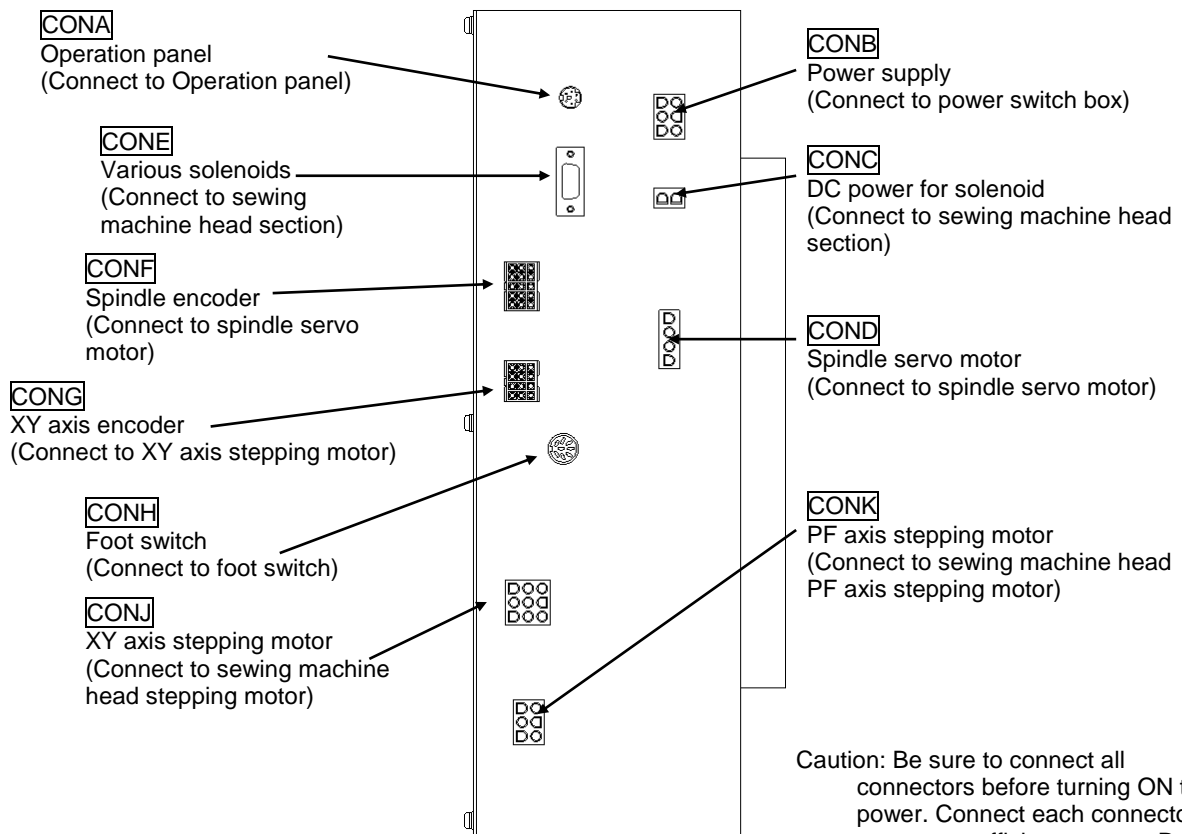 CONA
Operation panel
(Connect to Operation panel)
CONE
Various solenoids
(Connect to sewing
machine head section)
CONF
Spindle encoder
(Connect to spindle servo
motor)
CONG
XY axis encoder
(Connect to XY axis stepping motor)
CONH
Foot switch
(Connect to foot switch)
CONJ
XY axis stepping motor
(Connect to sewing machine
head stepping motor)
CONB
Power supply
(Connect to power switch box)
CONC
DC power for solenoid
(Connect to sewing machine head
section)
COND
Spindle servo motor
(Connect to spindle servo motor)
CONK
PF axis stepping motor
(Connect to sewing machine head
PF axis stepping motor)
Caution: Be sure to connect all
connectors before turning ON
power. Connect each